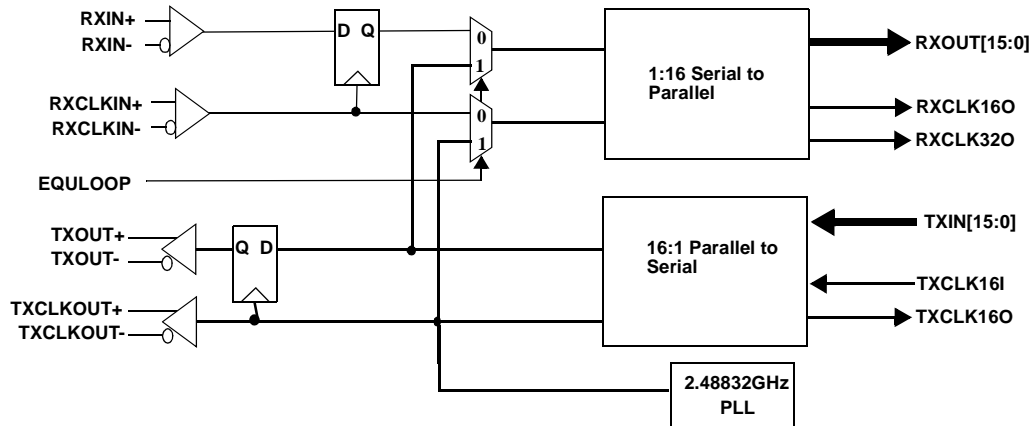 RXIN+
RXIN-
D Q
0
1
1:16 Serial to
Parallel
RXOUT[15:0]
RXCLKIN+
RXCLKIN-
0
1
RXCLK16O
RXCLK32O
EQULOOP
TXOUT+
TXOUT-
Q D
16:1 Parallel to
Serial
TXIN[15:0]
TXCLKOUT+
TXCLKOUT-
TXCLK16I
TXCLK16O
2.48832GHz
PLL